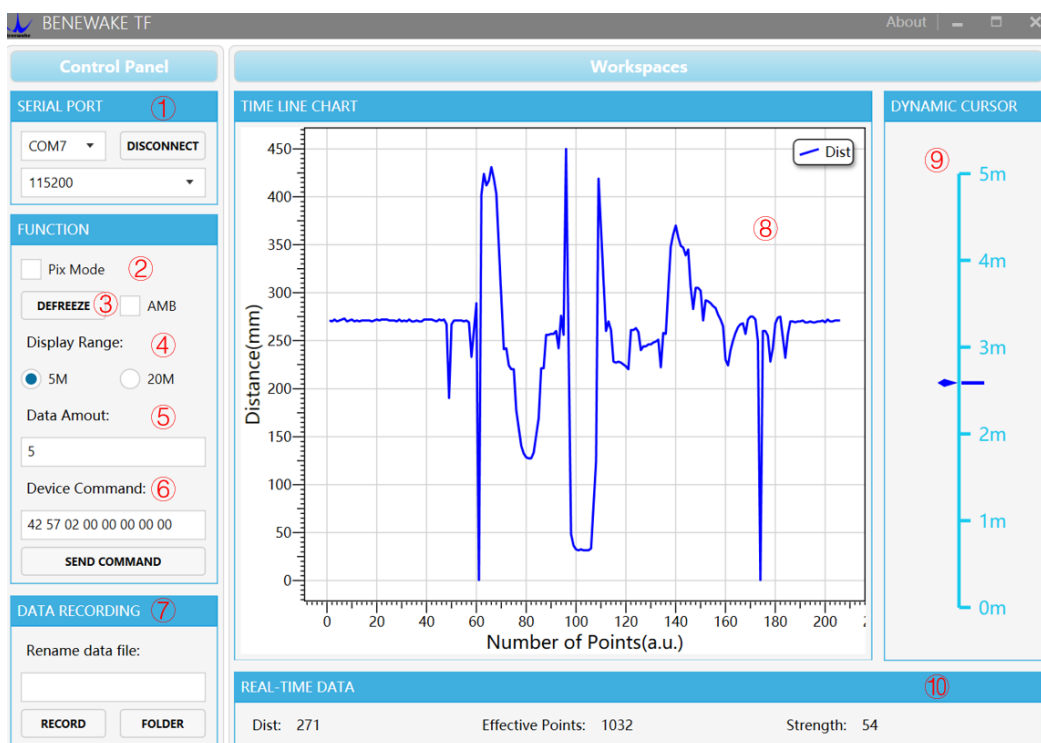 BENEWAKE TF
About
Control Panel
Workspaces
SERIAL PORT ①
COM7
DISCONNECT
115200
FUNCTION
Pix Mode ②
DEFREEZE ③ AMB
Display Range: ④
5M 20M
Data Amout: ⑤
5
Device Command: ⑥
42 57 02 00 00 00 00 00
SEND COMMAND
DATA RECORDING ⑦
Rename data file:
RECORD FOLDER
TIME LINE CHART
Dist
⑧
450
400
350
300
250
200
150
100
50
0
Distance(mm)
0 20 40 60 80 100 120 140 160 180 200
Number of Points(a.u.)
DYNAMIC CURSOR
⑨
5m
4m
3m
2m
1m
0m
REAL-TIME DATA ⑩
Dist: 271 Effective Points: 1032 Strength: 54